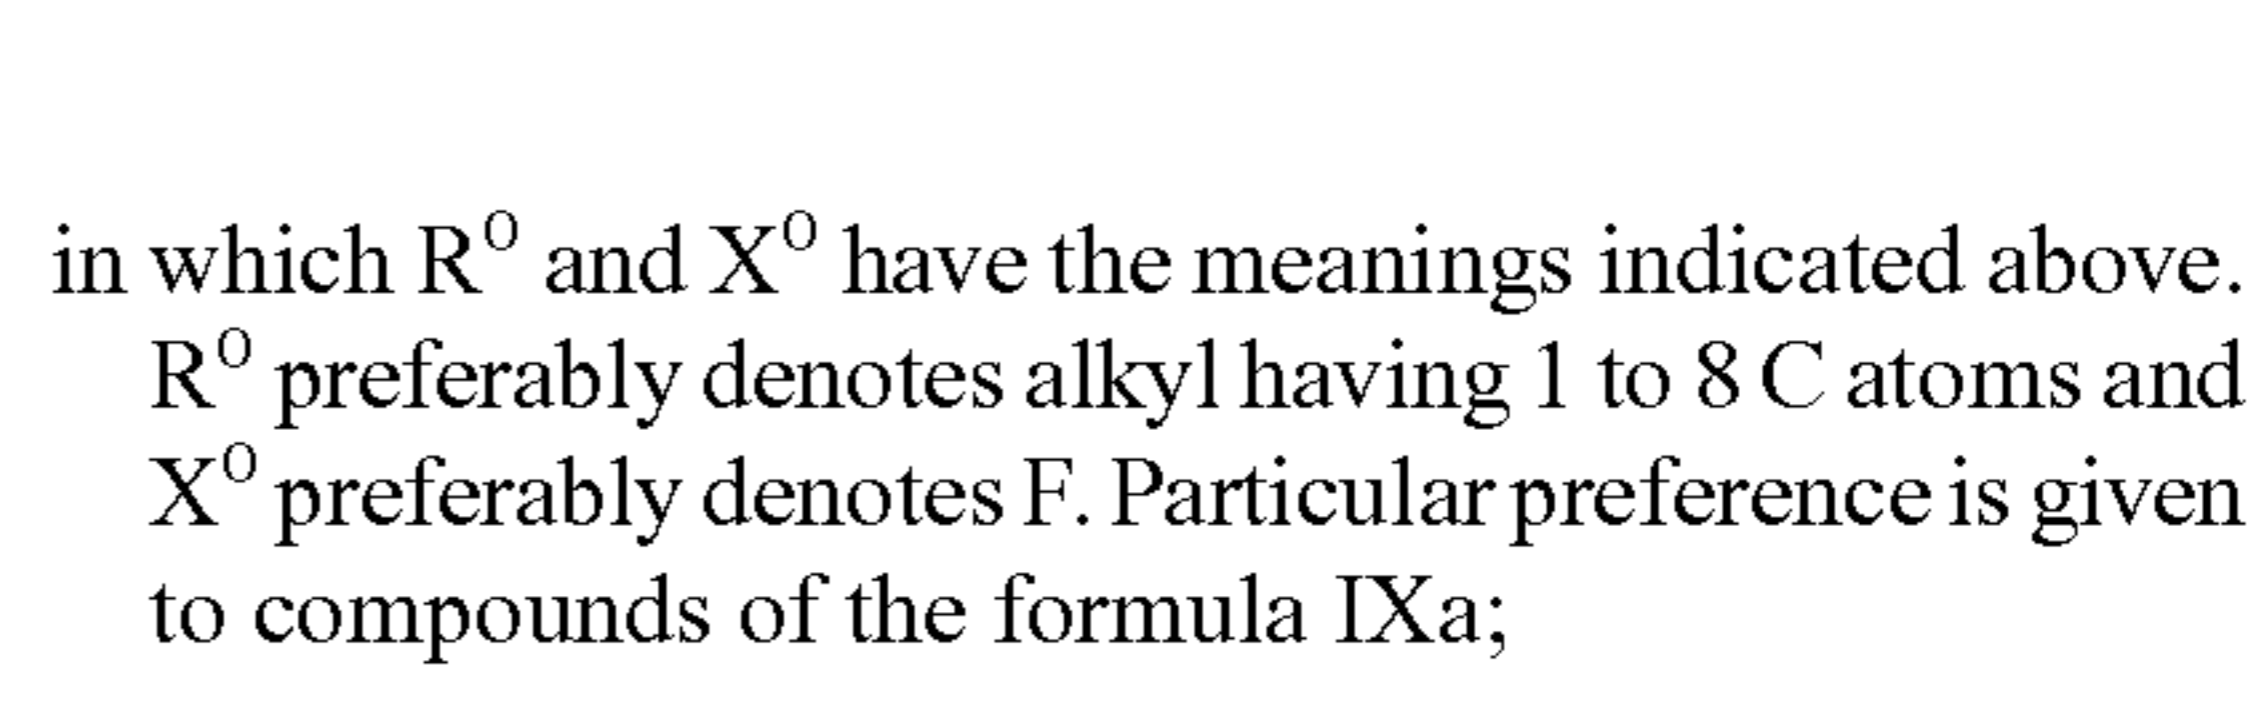 in which R⁰ and X⁰ have the meanings indicated above.
R⁰ preferably denotes alkyl having 1 to 8 C atoms and
X⁰ preferably denotes F. Particular preference is given
to compounds of the formula IXa;